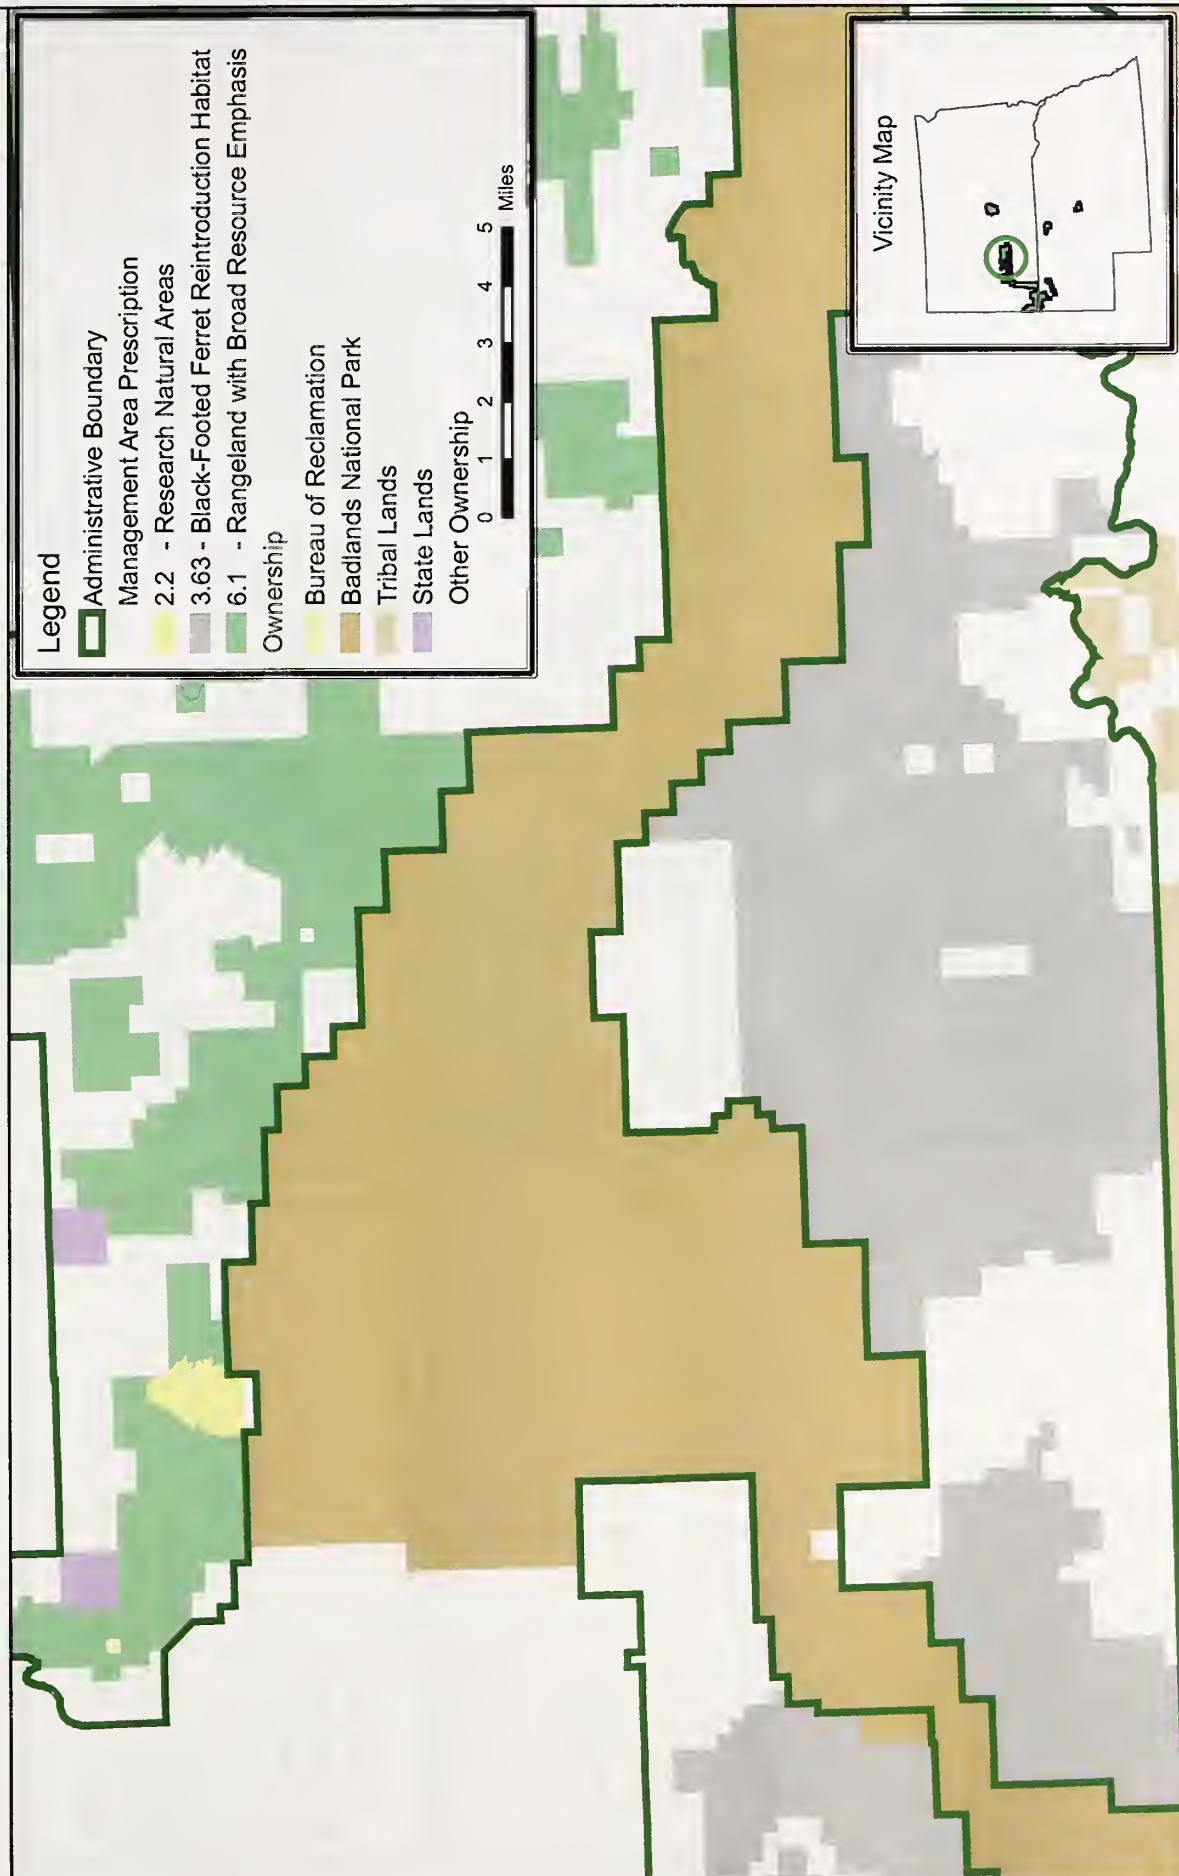 Legend
Administrative Boundary
Management Area Prescription
2.2 - Research Natural Areas
3.63 - Black-Footed Ferret Reintroduction Habitat
6.1 - Rangeland with Broad Resource Emphasis
Ownership
Bureau of Reclamation
Badlands National Park
Tribal Lands
State Lands
Other Ownership
0 1 2 3 4 5
Miles
Vicinity Map